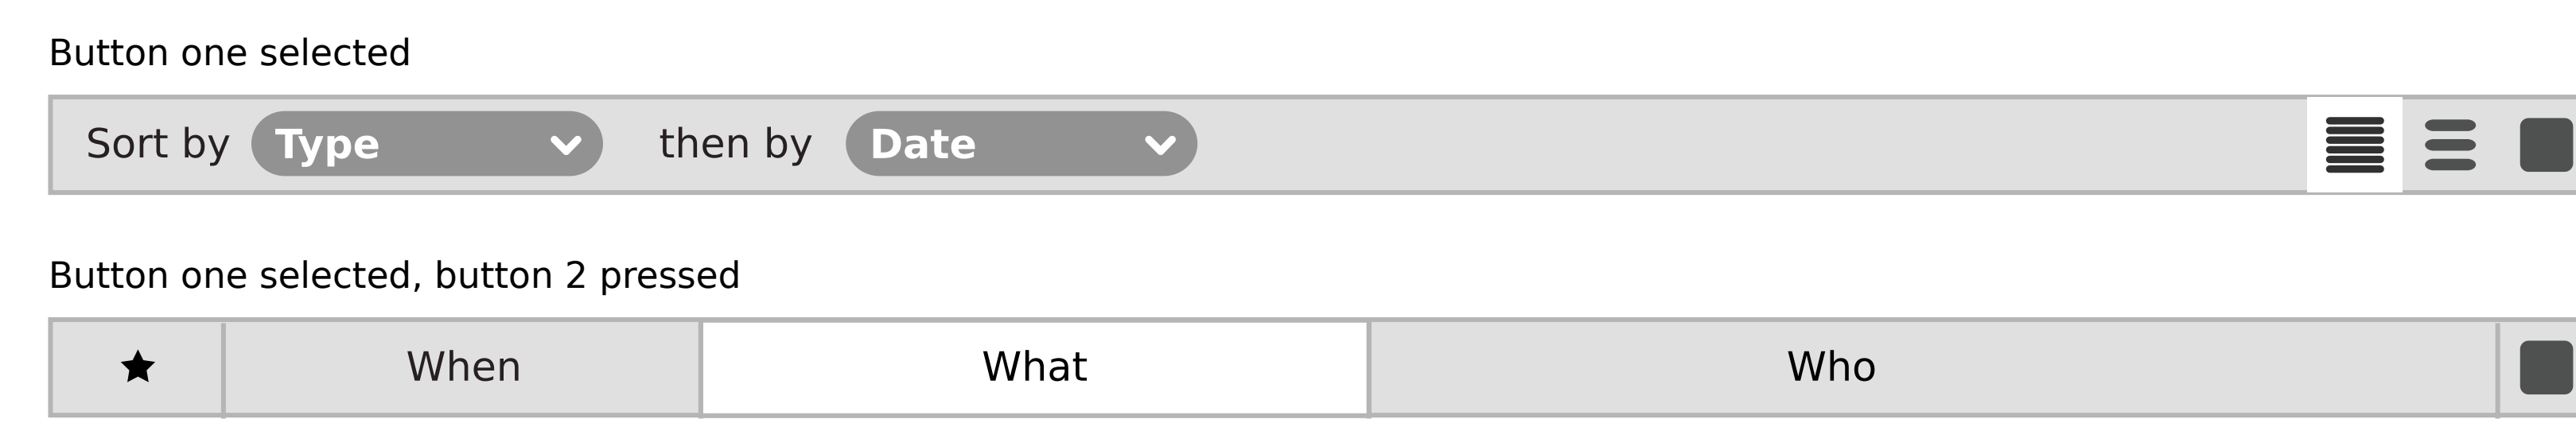 Button one selected
Sort by Type then by Date
Button one selected, button 2 pressed
When What Who